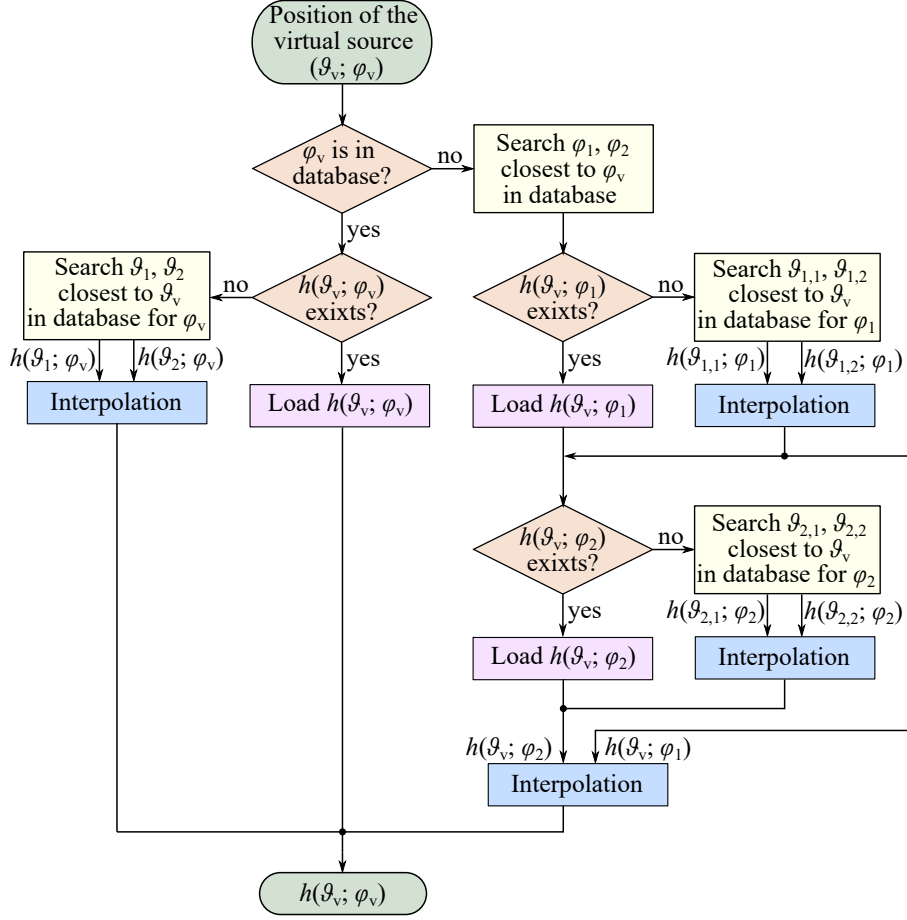 Position of the
virtual source
(ϑv; φv)
φv is in
database?
no
Search φ1, φ2
closest to φv
in database
yes
Search ϑ1, ϑ2
closest to ϑv
in database for φv
no
h(ϑv; φv)
exixts?
h(ϑv; φ1)
exixts?
no
Search ϑ1,1, ϑ1,2
closest to ϑv
in database for φ1
h(ϑ1; φv)
h(ϑ2; φv)
yes
yes
h(ϑ1,1; φ1)
h(ϑ1,2; φ1)
Interpolation
Load h(ϑv; φv)
Load h(ϑv; φ1)
Interpolation
h(ϑv; φ2)
exixts?
no
Search ϑ2,1, ϑ2,2
closest to ϑv
in database for φ2
yes
h(ϑ2,1; φ2)
h(ϑ2,2; φ2)
Load h(ϑv; φ2)
Interpolation
h(ϑv; φ2)
h(ϑv; φ1)
Interpolation
h(ϑv; φv)